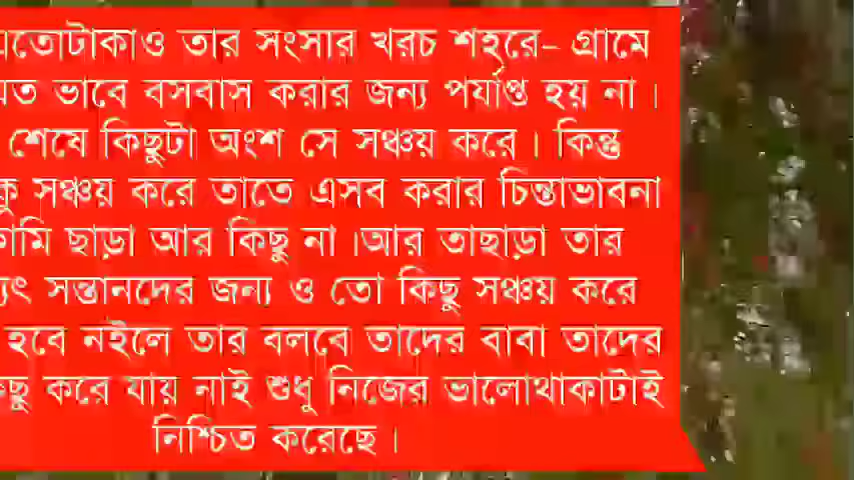 এতোটাকাও তার সংসার খরচ শহরে- গ্রামে
ভাবে বসবাস করার জন্য পর্যাপ্ত হয় না।
শেষে কিছুটা অংশ সে সঞ্চয় করে। কিন্তু
সঞ্চয় করে তাতে এসব করার চিন্তাভাবনা
ছাড়া আর কিছু না।আর তাছাড়া তার
সন্তানদের জন্য ও তো কিছু সঞ্চয় করে
হবে নইলে তার বলবে তাদের বাবা তাদের
করে যায় নাই শুধু নিজের ভালোথাকাটাই
নিশ্চিত করেছে।